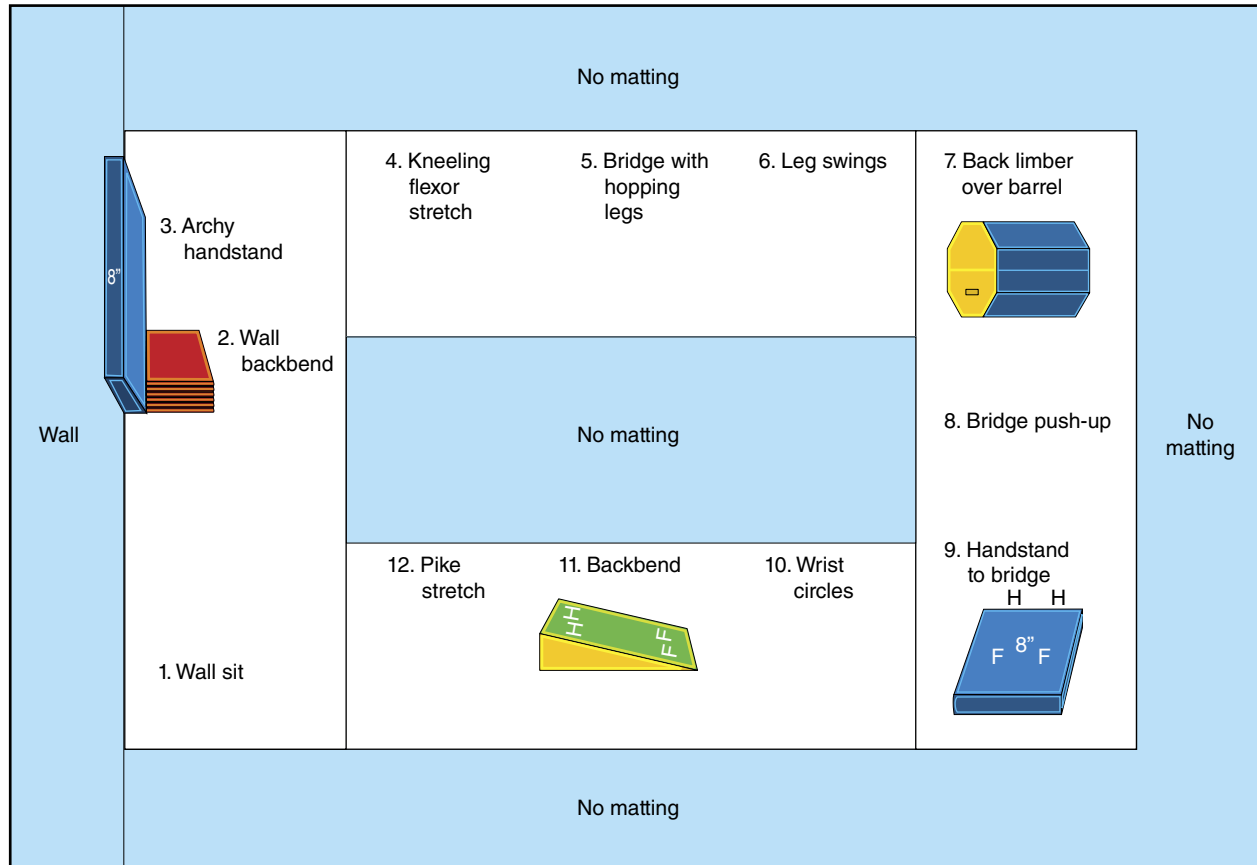 No matting
4. Kneeling
flexor
stretch
5. Bridge with
hopping
legs
6. Leg swings
7. Back limber
over barrel
3. Archy
handstand
8”
2. Wall
backbend
Wall
No matting
8. Bridge push-up
No
matting
12. Pike
stretch
11. Backbend
10. Wrist
circles
9. Handstand
to bridge
H H
F 8” F
H H
F F
1. Wall sit
No matting